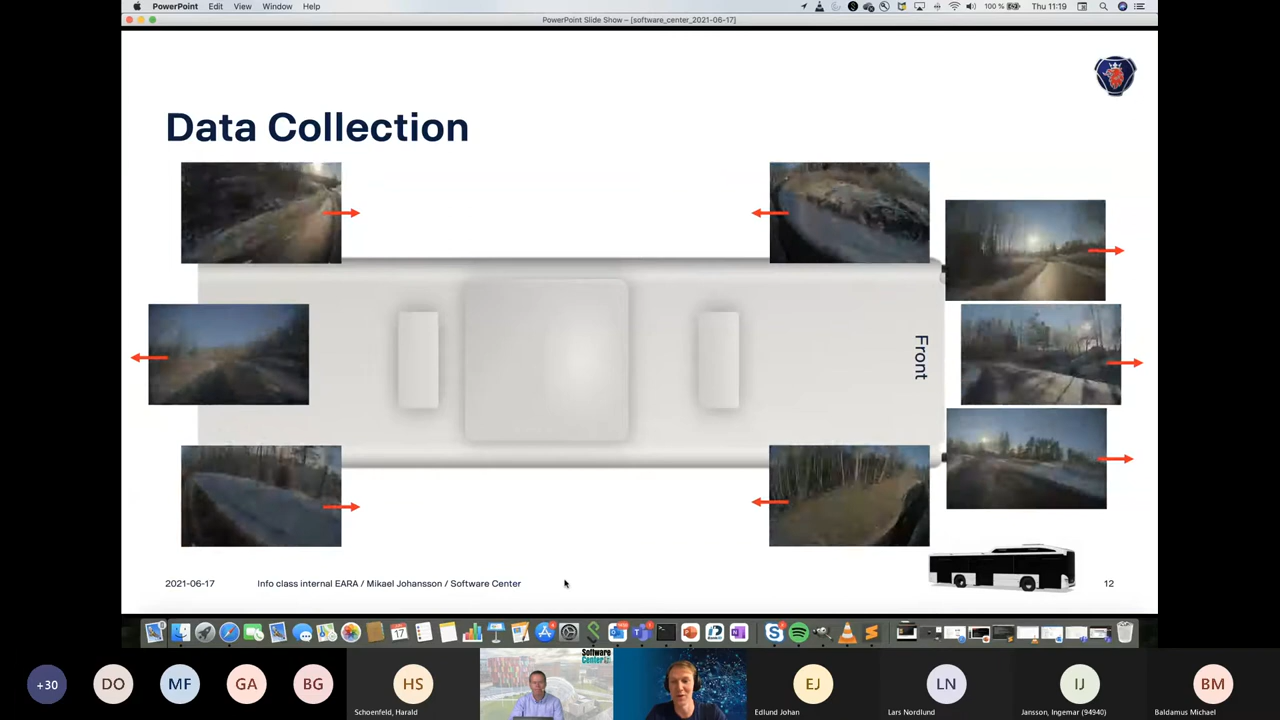 PowerPoint Edit View Window Help
100 % Thu 11:19
PowerPoint Slide Show – [software_center_2021-06-17]
Data Collection
Front
2021-06-17 Info class internal EARA / Mikael Johansson / Software Center 12
Software
Center
+30 DO MF GA BG HS EJ LN IJ BM
Schoenfeld, Harald Edlund Johan Lars Nordlund Jansson, Ingemar (94940) Baldamus Michael